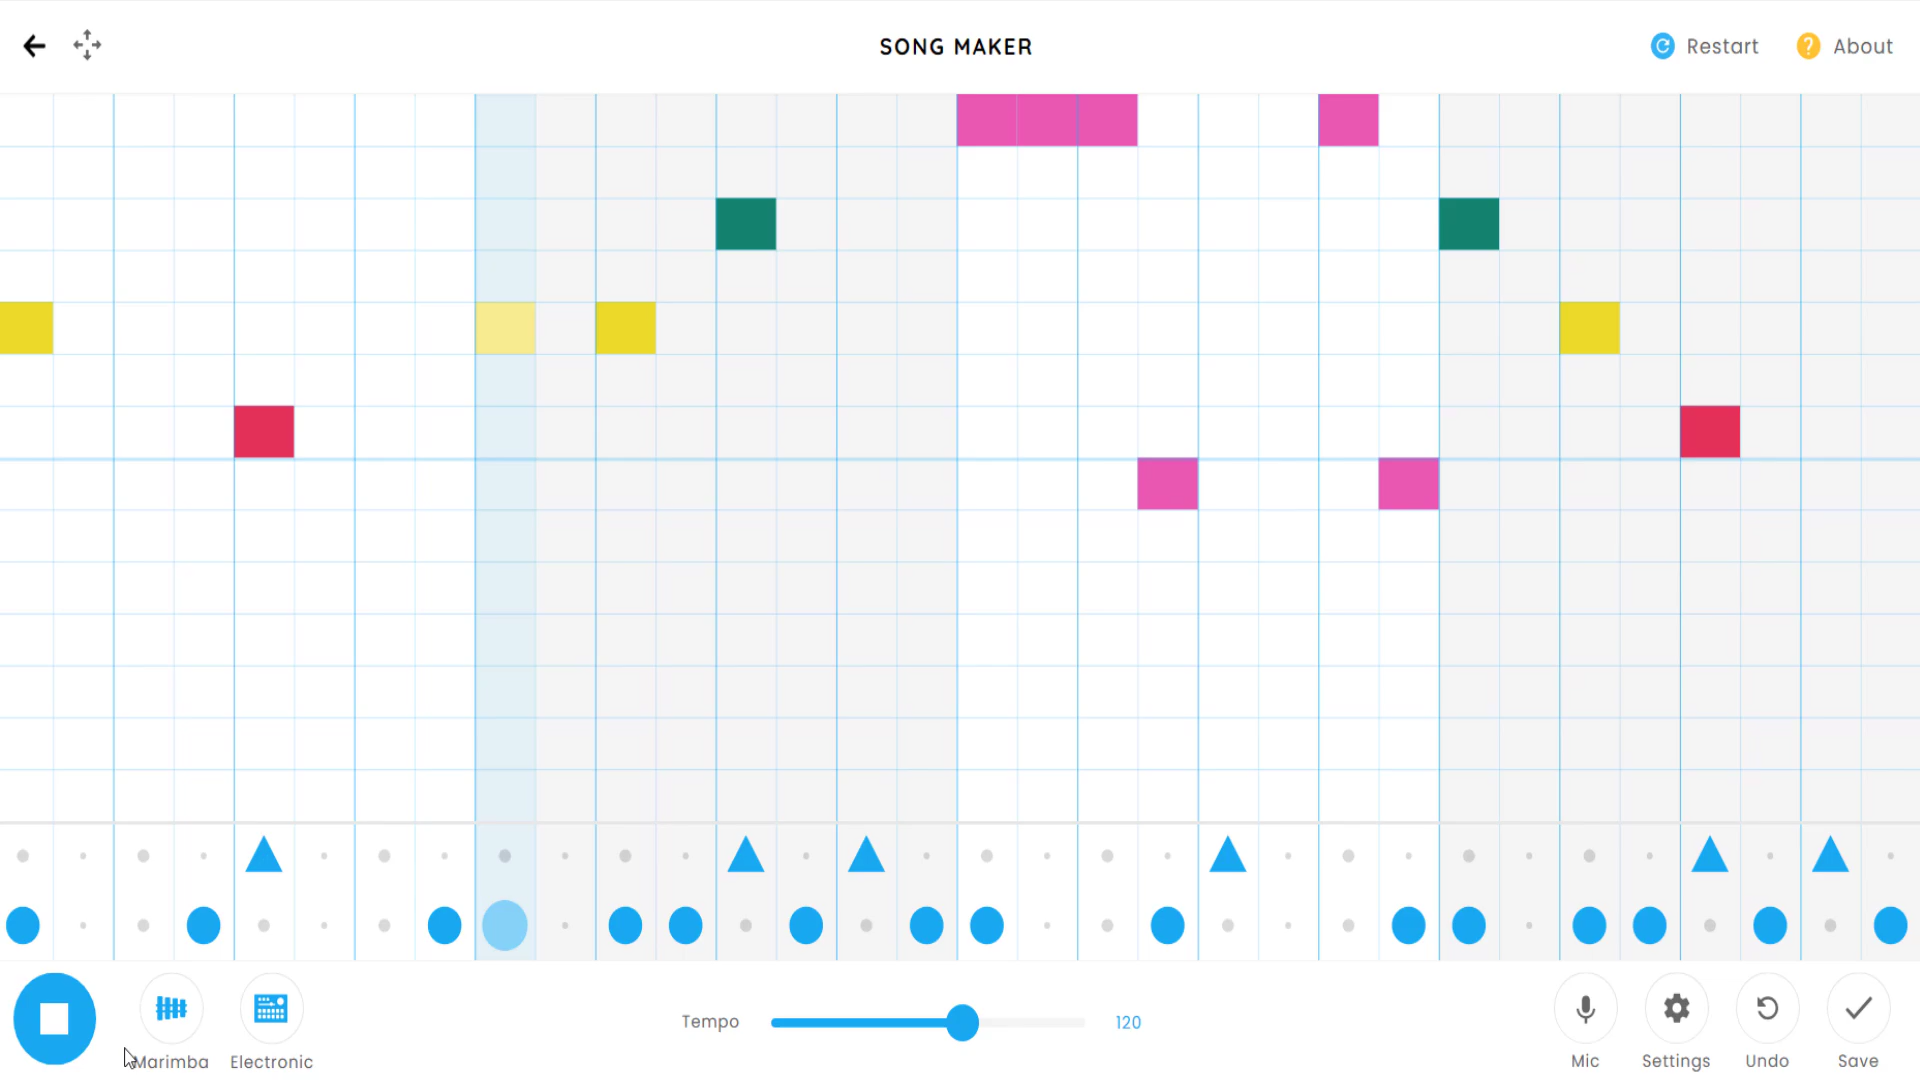 SONG MAKER
Restart
? About
Tempo
120
Marimba
Electronic
Mic
Settings
Undo
Save